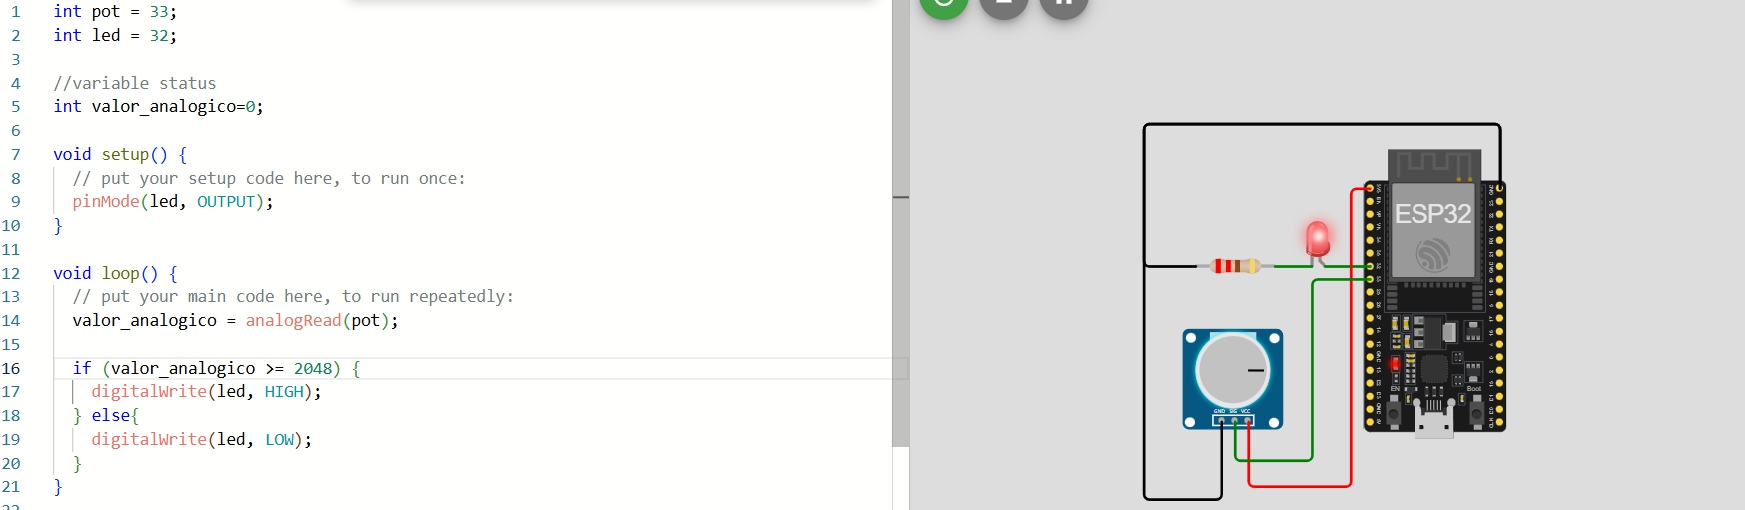 1 int pot = 33;
2 int led = 32;
3
4 //variable status
5 int valor_analogico=0;
6
7 void setup() {
8   // put your setup code here, to run once:
9   pinMode(led, OUTPUT);
10 }
11
12 void loop() {
13   // put your main code here, to run repeatedly:
14   valor_analogico = analogRead(pot);
15
16   if (valor_analogico >= 2048) {
17     digitalWrite(led, HIGH);
18   } else{
19     digitalWrite(led, LOW);
20   }
21 }
ESP32
EN
Boot
GND SIG VCC